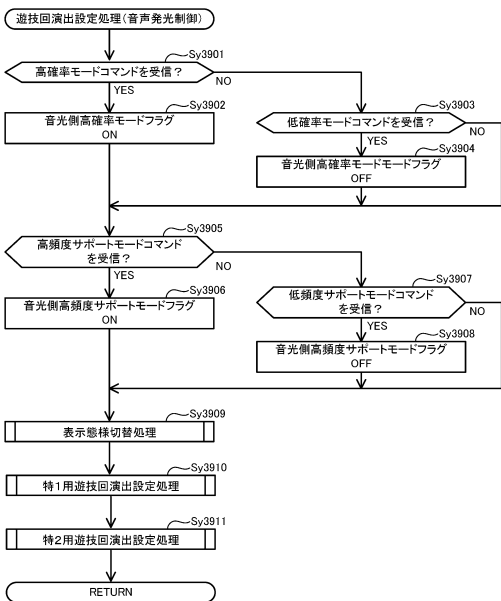 遊技回演出設定処理(音声発光制御)
Sy3901
高確率モードコマンドを受信?
NO
YES
Sy3902
音光側高確率モードフラグ
ON
Sy3903
低確率モードコマンドを受信?
NO
YES
Sy3904
音光側高確率モードモードフラグ
OFF
Sy3905
高頻度サポートモードコマンド
を受信?
NO
YES
Sy3906
音光側高頻度サポートモードフラグ
ON
Sy3907
低頻度サポートモードコマンド
を受信?
NO
YES
Sy3908
音光側高頻度サポートモードフラグ
OFF
Sy3909
表示態様切替処理
Sy3910
特1用遊技回演出設定処理
Sy3911
特2用遊技回演出設定処理
RETURN